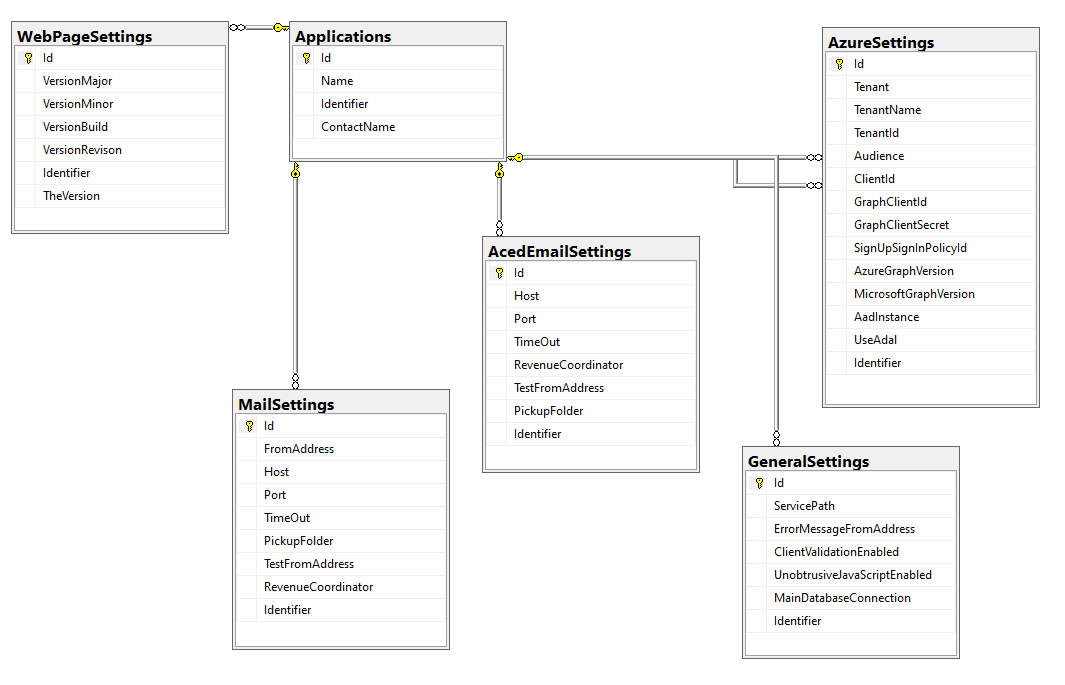 WebPageSettings
Id
VersionMajor
VersionMinor
VersionBuild
VersionRevison
Identifier
TheVersion
Applications
Id
Name
Identifier
ContactName
AzureSettings
Id
Tenant
TenantName
TenantId
Audience
ClientId
GraphClientId
GraphClientSecret
SignUpSignInPolicyId
AzureGraphVersion
MicrosoftGraphVersion
AadInstance
UseAdal
Identifier
AcedEmailSettings
Id
Host
Port
TimeOut
RevenueCoordinator
TestFromAddress
PickupFolder
Identifier
MailSettings
Id
FromAddress
Host
Port
TimeOut
PickupFolder
TestFromAddress
RevenueCoordinator
Identifier
GeneralSettings
Id
ServicePath
ErrorMessageFromAddress
ClientValidationEnabled
UnobtrusiveJavaScriptEnabled
MainDatabaseConnection
Identifier